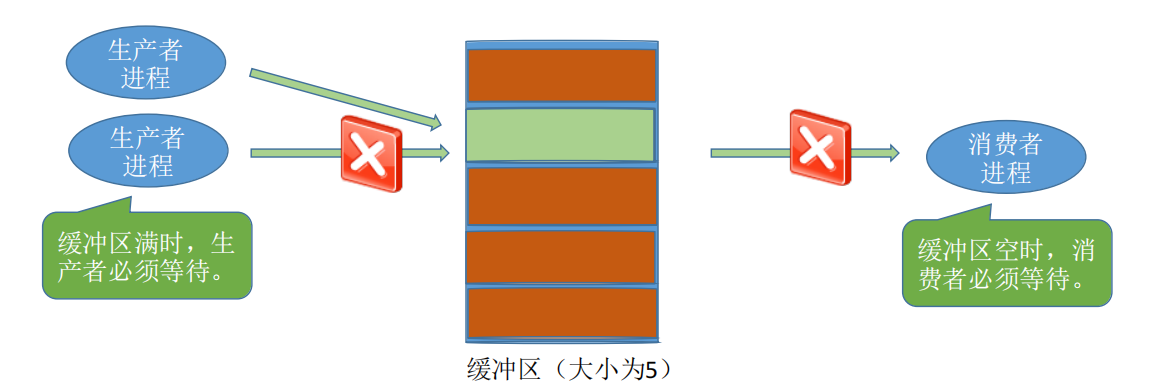 生产者
进程
生产者
进程
缓冲区满时，生
产者必须等待。
消费者
进程
缓冲区空时，消
费者必须等待。
缓冲区（大小为5）